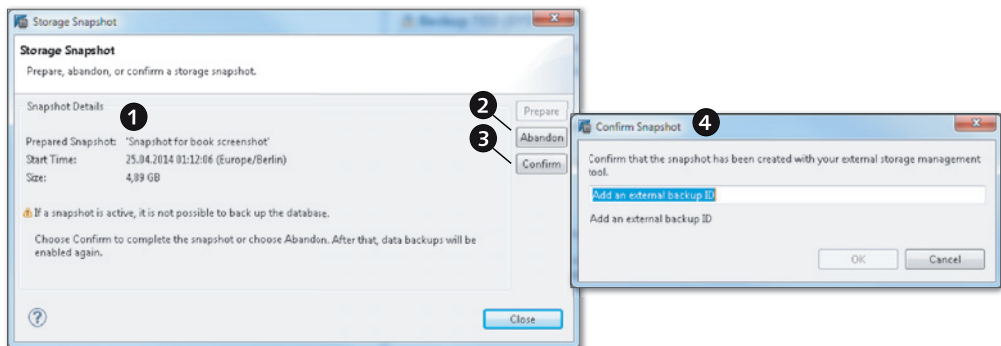 Storage Snapshot
Storage Snapshot
Prepare, abandon, or confirm a storage snapshot.
Snapshot Details
1
Prepared Snapshot: 'Snapshot for book screenshot'
Start Time: 25.04.2014 01:12:06 (Europe/Berlin)
Size: 4,89 GB
If a snapshot is active, it is not possible to back up the database.
Choose Confirm to complete the snapshot or choose Abandon. After that, data backups will be
enabled again.
2
3
Prepare
Abandon
Confirm
Close
Confirm Snapshot
4
Confirm that the snapshot has been created with your external storage management
tool.
Add an external backup ID
Add an external backup ID
OK
Cancel